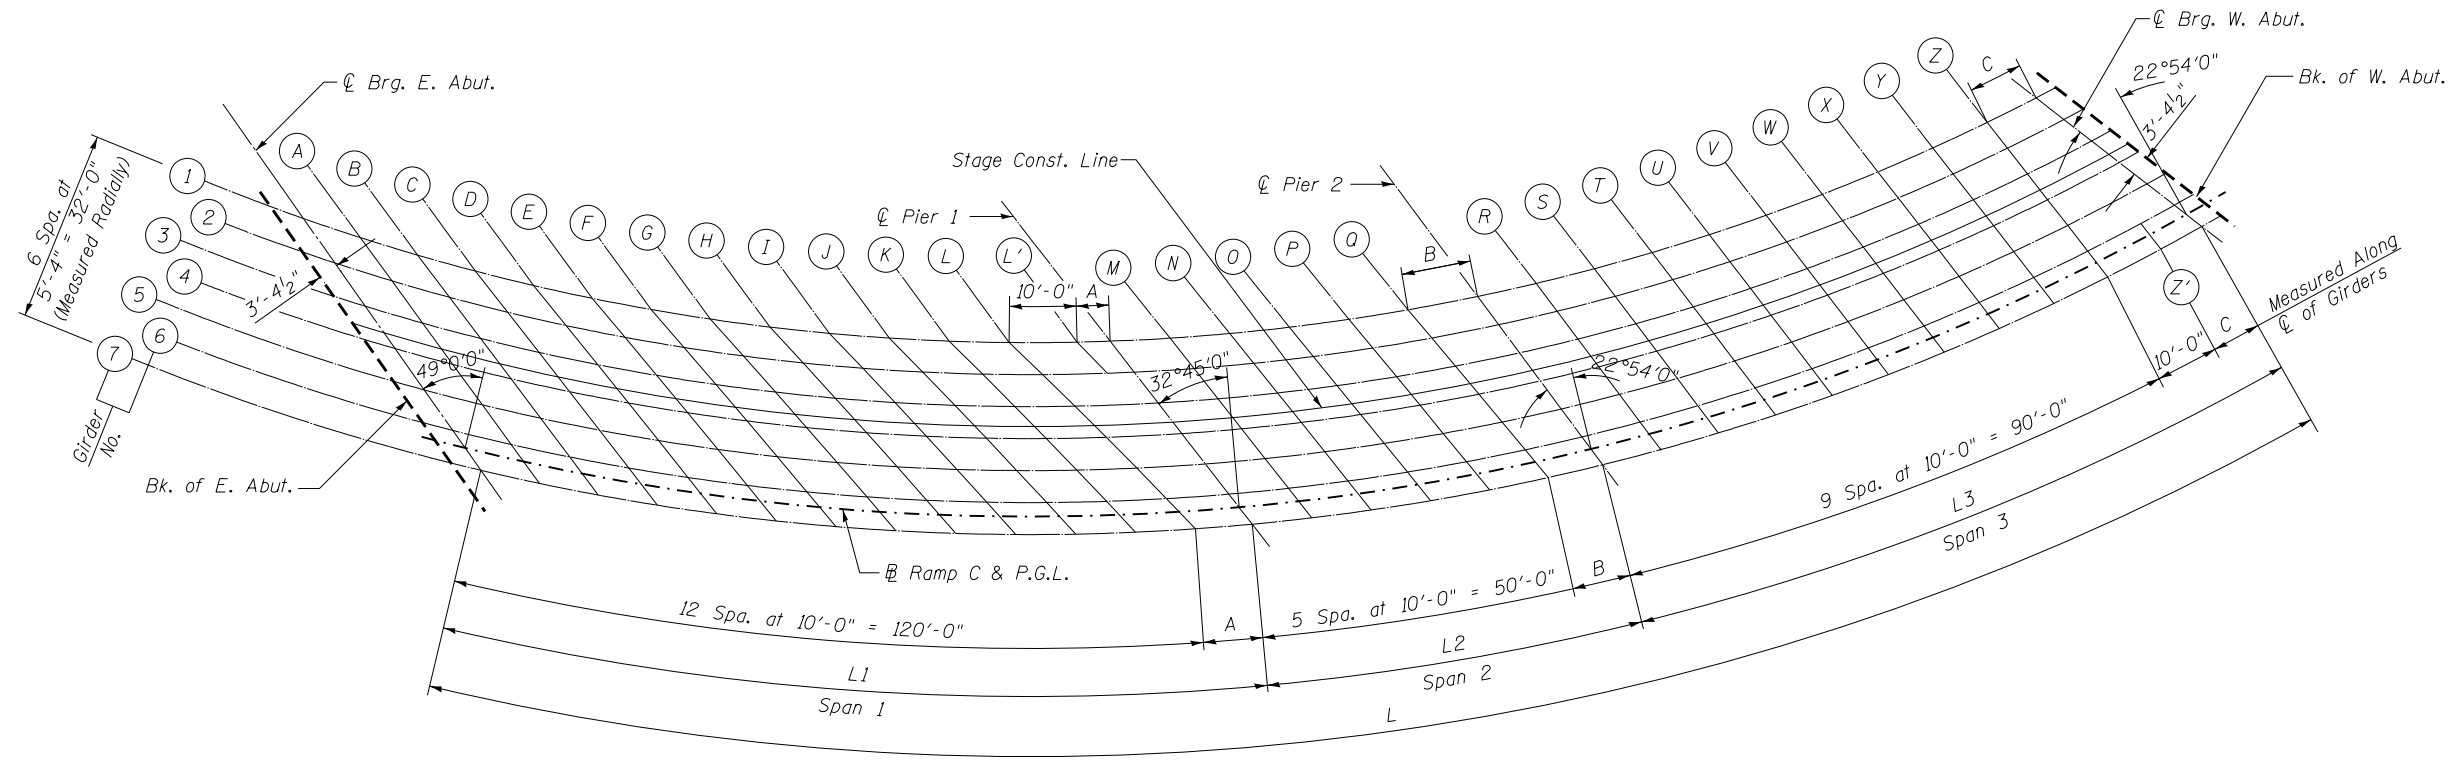 ℄ Brg. E. Abut.
℄ Brg. W. Abut.
Bk. of W. Abut.
22°54'0"
3'-4½"
C
6 Spa. at
5'-4" = 32'-0"
(Measured Radially)
1
2
3
4
5
6
7
Girder
No.
A
B
C
D
E
F
G
H
I
J
K
L
L'
M
N
O
P
Q
R
S
T
U
V
W
X
Y
Z
Z'
Stage Const. Line
℄ Pier 1
℄ Pier 2
10'-0"
A
B
3'-4½"
49°0'0"
32°45'0"
22°54'0"
Bk. of E. Abut.
℄ Ramp C & P.G.L.
Measured Along
℄ of Girders
12 Spa. at 10'-0" = 120'-0"
A
5 Spa. at 10'-0" = 50'-0"
B
9 Spa. at 10'-0" = 90'-0"
10'-0"
C
L1
Span 1
L2
Span 2
L3
Span 3
L